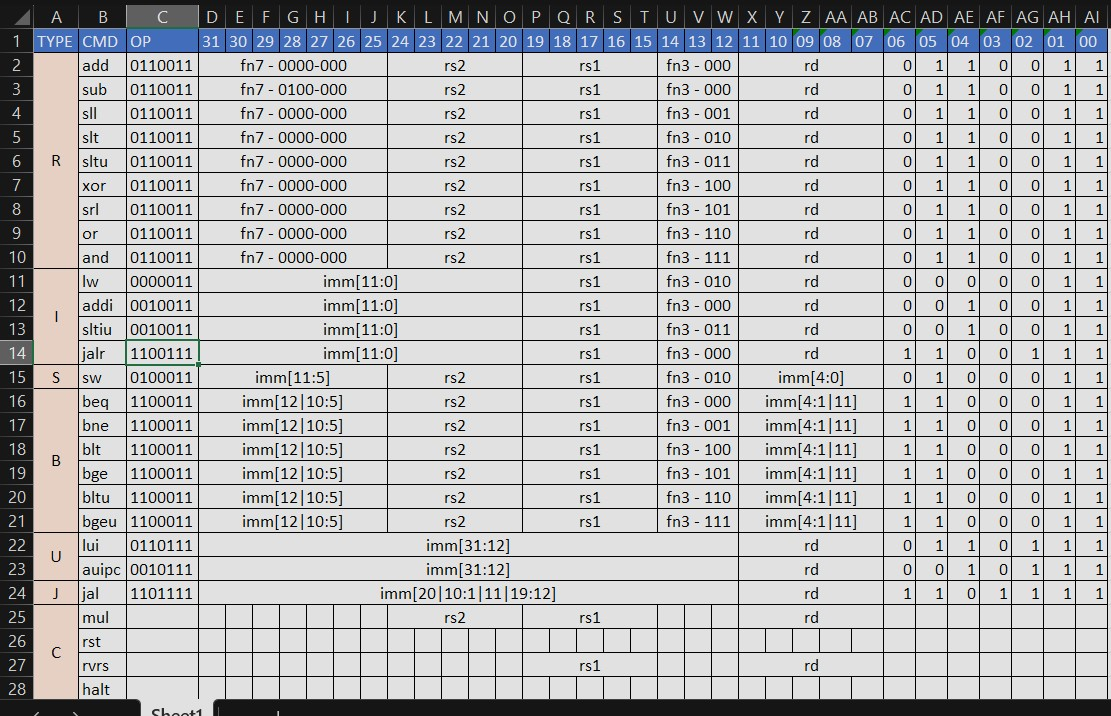 A B C D E F G H I J K L M N O P Q R S T U V W X Y Z AA AB AC AD AE AF AG AH AI
1 TYPE CMD OP 31 30 29 28 27 26 25 24 23 22 21 20 19 18 17 16 15 14 13 12 11 10 09 08 07 06 05 04 03 02 01 00
2 add 0110011 fn7 - 0000-000 rs2 rs1 fn3 - 000 rd 0 1 1 0 0 1 1
3 sub 0110011 fn7 - 0100-000 rs2 rs1 fn3 - 000 rd 0 1 1 0 0 1 1
4 sll 0110011 fn7 - 0000-000 rs2 rs1 fn3 - 001 rd 0 1 1 0 0 1 1
5 slt 0110011 fn7 - 0000-000 rs2 rs1 fn3 - 010 rd 0 1 1 0 0 1 1
6 R sltu 0110011 fn7 - 0000-000 rs2 rs1 fn3 - 011 rd 0 1 1 0 0 1 1
7 xor 0110011 fn7 - 0000-000 rs2 rs1 fn3 - 100 rd 0 1 1 0 0 1 1
8 srl 0110011 fn7 - 0000-000 rs2 rs1 fn3 - 101 rd 0 1 1 0 0 1 1
9 or 0110011 fn7 - 0000-000 rs2 rs1 fn3 - 110 rd 0 1 1 0 0 1 1
10 and 0110011 fn7 - 0000-000 rs2 rs1 fn3 - 111 rd 0 1 1 0 0 1 1
11 lw 0000011 imm[11:0] rs1 fn3 - 010 rd 0 0 0 0 0 1 1
12 I addi 0010011 imm[11:0] rs1 fn3 - 000 rd 0 0 1 0 0 1 1
13 sltiu 0010011 imm[11:0] rs1 fn3 - 011 rd 0 0 1 0 0 1 1
14 jalr 1100111 imm[11:0] rs1 fn3 - 000 rd 1 1 0 0 1 1 1
15 S sw 0100011 imm[11:5] rs2 rs1 fn3 - 010 imm[4:0] 0 1 0 0 0 1 1
16 beq 1100011 imm[12|10:5] rs2 rs1 fn3 - 000 imm[4:1|11] 1 1 0 0 0 1 1
17 bne 1100011 imm[12|10:5] rs2 rs1 fn3 - 001 imm[4:1|11] 1 1 0 0 0 1 1
18 B blt 1100011 imm[12|10:5] rs2 rs1 fn3 - 100 imm[4:1|11] 1 1 0 0 0 1 1
19 bge 1100011 imm[12|10:5] rs2 rs1 fn3 - 101 imm[4:1|11] 1 1 0 0 0 1 1
20 bltu 1100011 imm[12|10:5] rs2 rs1 fn3 - 110 imm[4:1|11] 1 1 0 0 0 1 1
21 bgeu 1100011 imm[12|10:5] rs2 rs1 fn3 - 111 imm[4:1|11] 1 1 0 0 0 1 1
22 U lui 0110111 imm[31:12] rd 0 1 1 0 1 1 1
23 auipc 0010111 imm[31:12] rd 0 0 1 0 1 1 1
24 J jal 1101111 imm[20|10:1|11|19:12] rd 1 1 0 1 1 1 1
25 mul rs2 rs1 rd
26 C rst
27 rvrs rs1 rd
28 halt
Sheet1